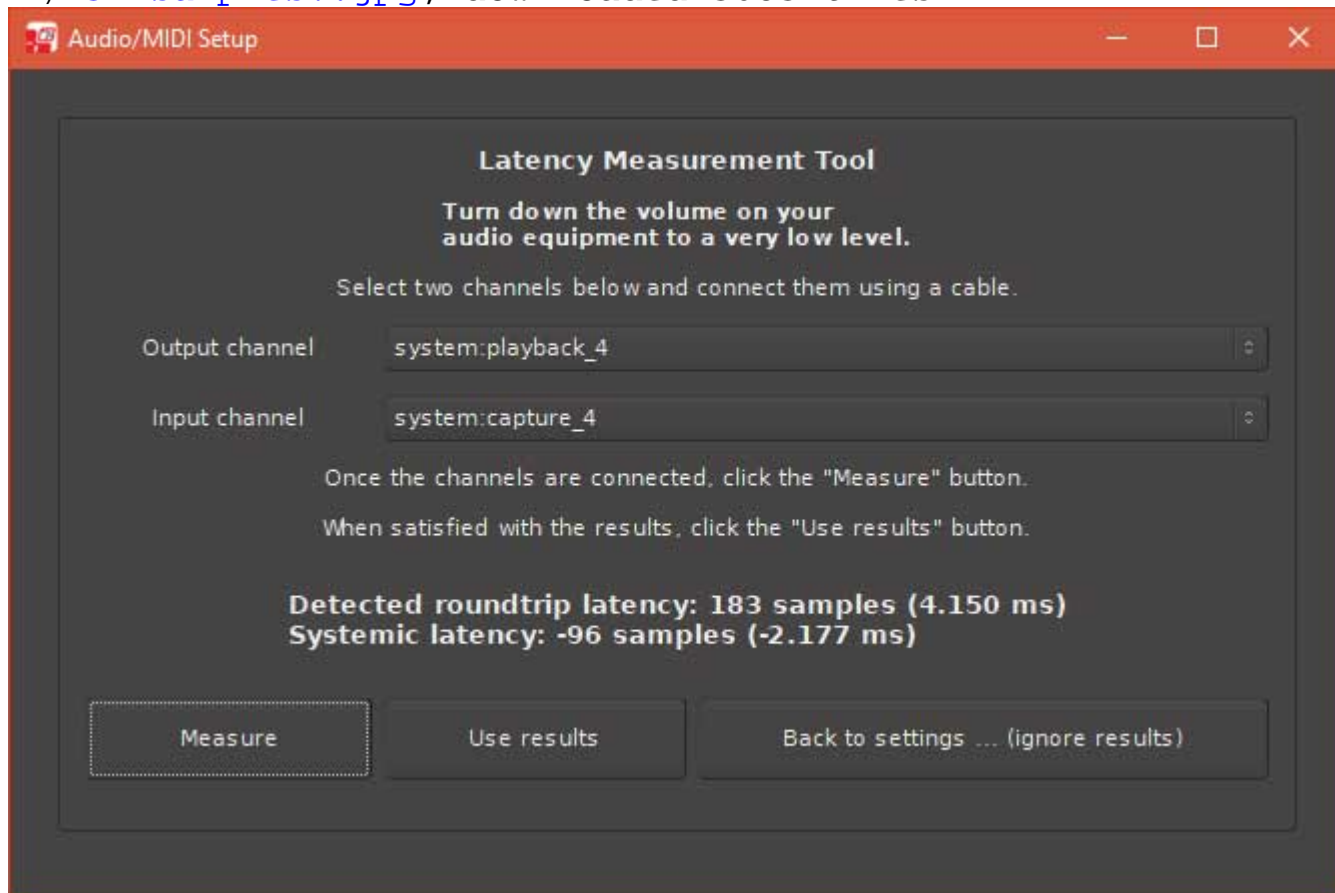 Audio/MIDI Setup
Latency Measurement Tool
Turn down the volume on your
audio equipment to a very low level.
Select two channels below and connect them using a cable.
Output channel system:playback_4
Input channel system:capture_4
Once the channels are connected, click the "Measure" button.
When satisfied with the results, click the "Use results" button.
Detected roundtrip latency: 183 samples (4.150 ms)
Systemic latency: -96 samples (-2.177 ms)
Measure Use results Back to settings ... (ignore results)